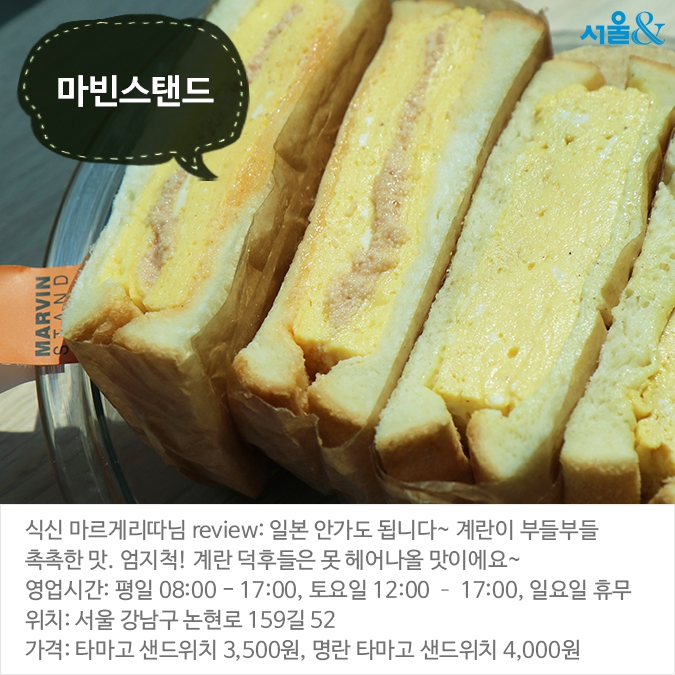 서울&
마빈스탠드
MARVIN
STAND
식신 마르게리따님 review: 일본 안가도 됩니다~ 계란이 부들부들
촉촉한 맛. 엄지척! 계란 덕후들은 못 헤어나올 맛이에요~
영업시간: 평일 08:00 - 17:00, 토요일 12:00 - 17:00, 일요일 휴무
위치: 서울 강남구 논현로 159길 52
가격: 타마고 샌드위치 3,500원, 명란 타마고 샌드위치 4,000원